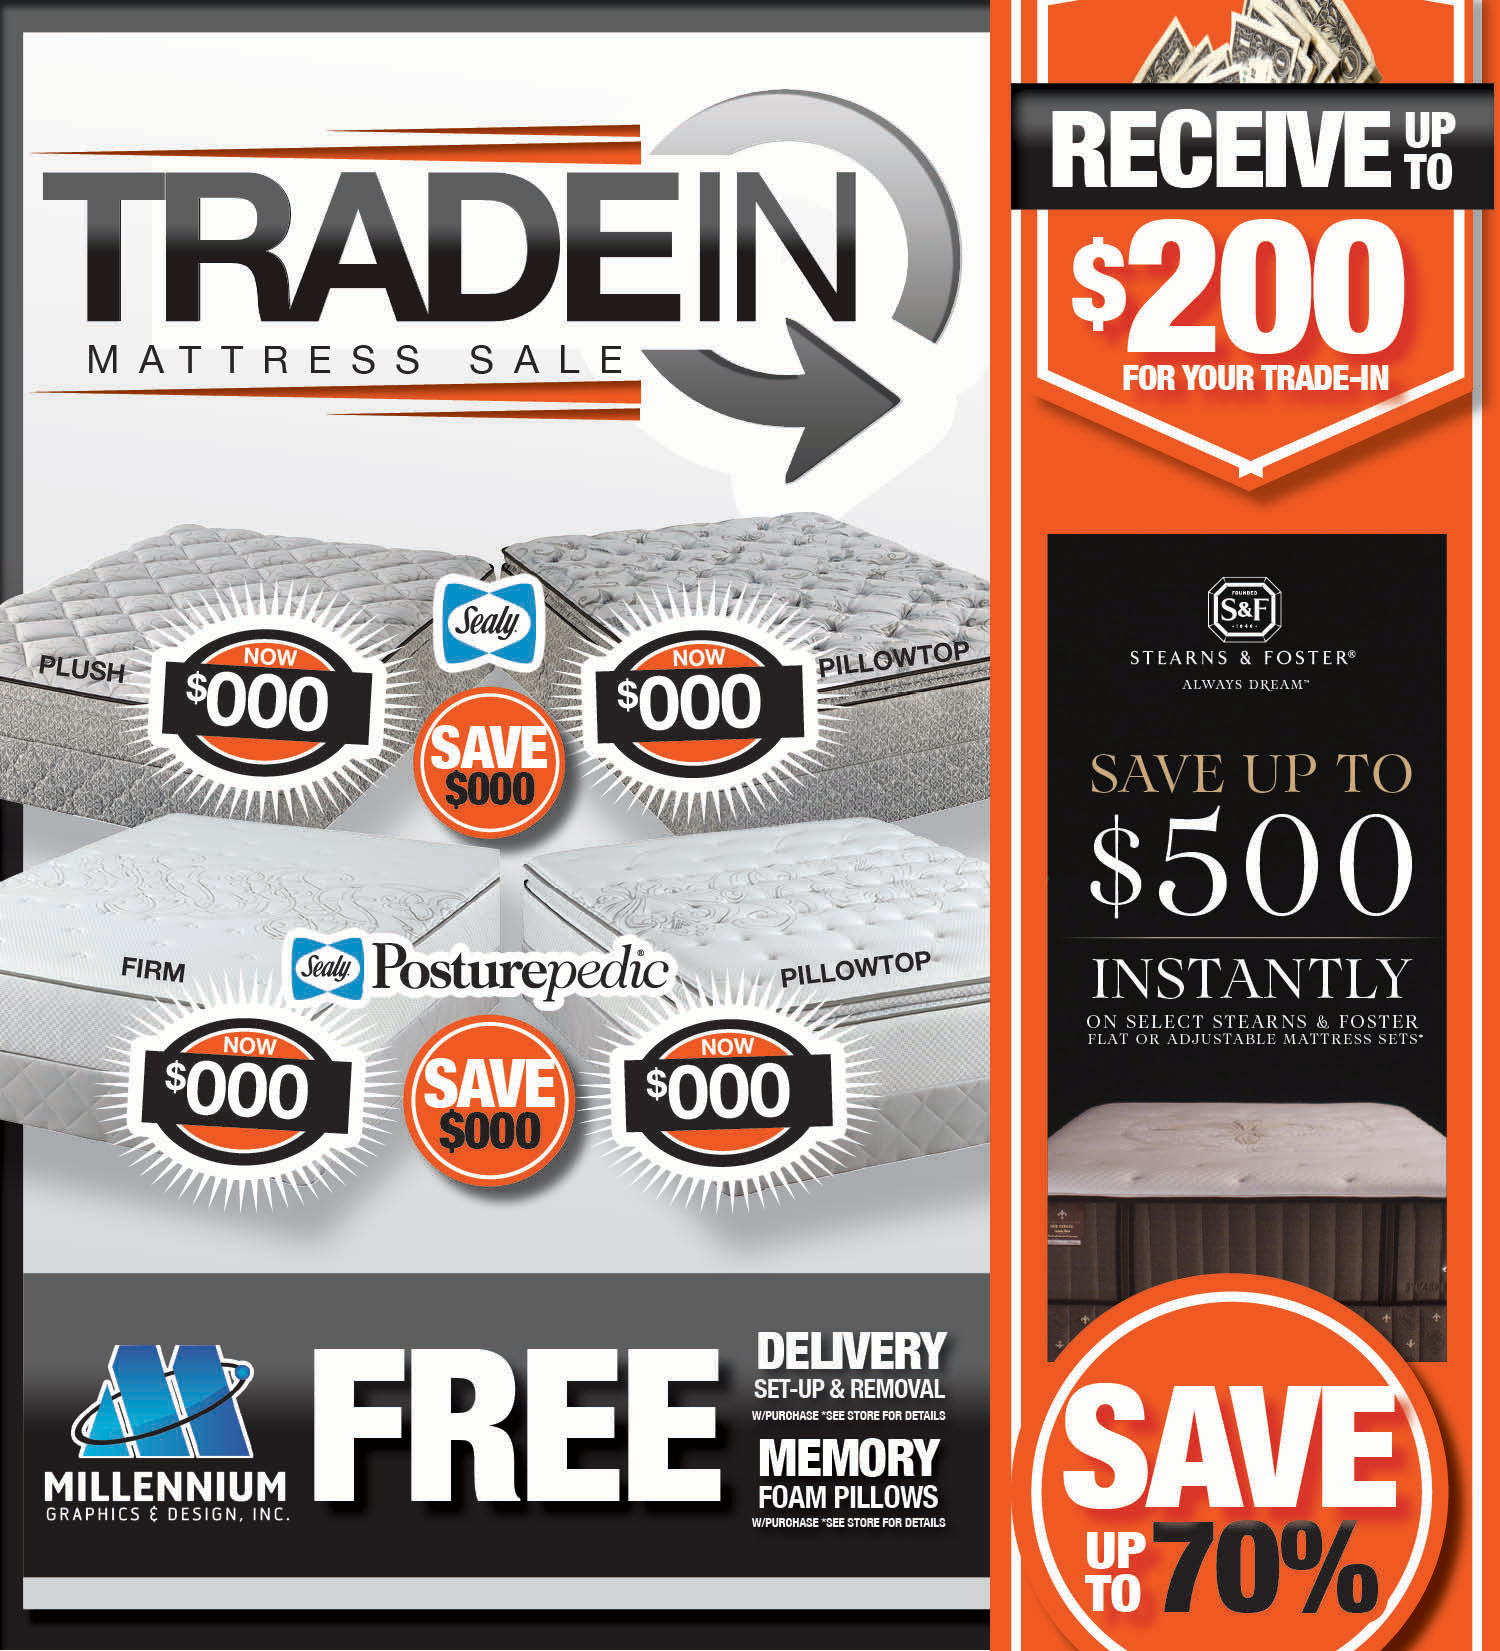 TRADEIN
MATTRESS SALE
PLUSH
NOW
$000
Sealy
SAVE
$000
NOW
$000
PILLOWTOP
FIRM
Sealy Posturepedic®
PILLOWTOP
NOW
$000
SAVE
$000
NOW
$000
MILLENNIUM
GRAPHICS & DESIGN, INC.
FREE
DELIVERY
SET-UP & REMOVAL
W/PURCHASE *SEE STORE FOR DETAILS
MEMORY
FOAM PILLOWS
W/PURCHASE *SEE STORE FOR DETAILS
RECEIVE UP TO
$200
FOR YOUR TRADE-IN
FOUNDED
S&F
·1846·
STEARNS & FOSTER®
ALWAYS DREAM™
SAVE UP TO
$500
INSTANTLY
ON SELECT STEARNS & FOSTER
FLAT OR ADJUSTABLE MATTRESS SETS*
SAVE
UP TO 70%